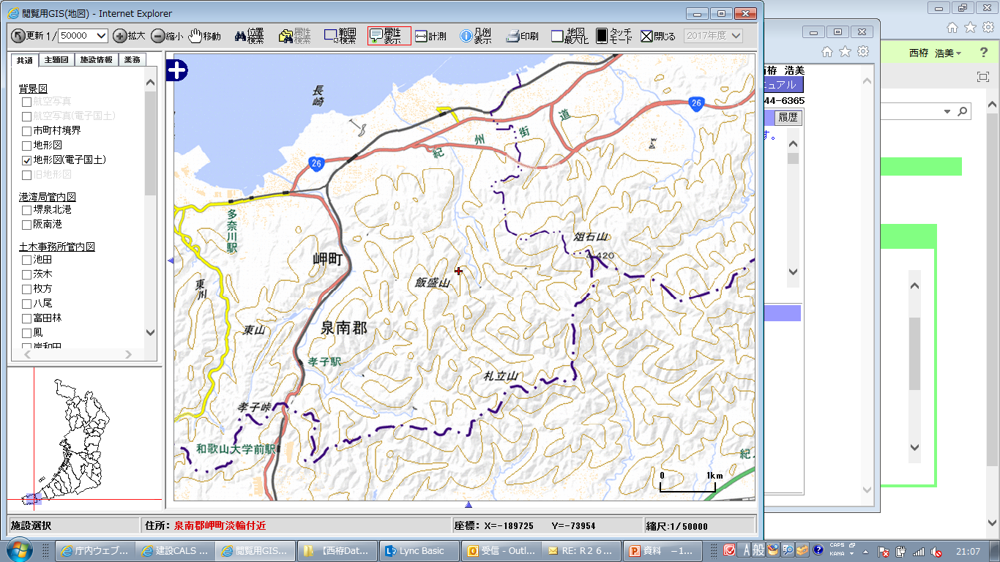 閲覧用GIS(地図) - Internet Explorer
更新 1/ 50000 拡大 縮小 移動 位置検索 属性検索 範囲検索 属性表示 計測 凡例表示 印刷 地図最大化 タッチモード 閉じる 2017年度
共通 主題図 施設情報 業務
背景図
航空写真
航空写真(電子国土)
市町村境界
地形図
地形図(電子国土)
旧地形図
港湾局管内図
堺泉北港
阪南港
土木事務所管内図
池田
茨木
枚方
八尾
富田林
鳳
岸和田
長崎
26
26
紀州街道
多奈川駅
岬町
俎石山
420
飯盛山
東川
東山
泉南郡
孝子駅
札立山
孝子峠
和歌山大学前駅
紀
0 1km
施設選択
住所: 泉南郡岬町淡輪付近
座標: X=-189725 Y=-73954
縮尺:1/50000
西栫 浩美
?
栫 浩美
ュアル
44-6365
履歴
す。
庁内ウェブ...
建設CALS ...
閲覧用GIS...
【西栫Dat...
Lync Basic
受信 - Outl...
RE: R２６...
資料 －1...
A 般
CAPS
KANA
21:07